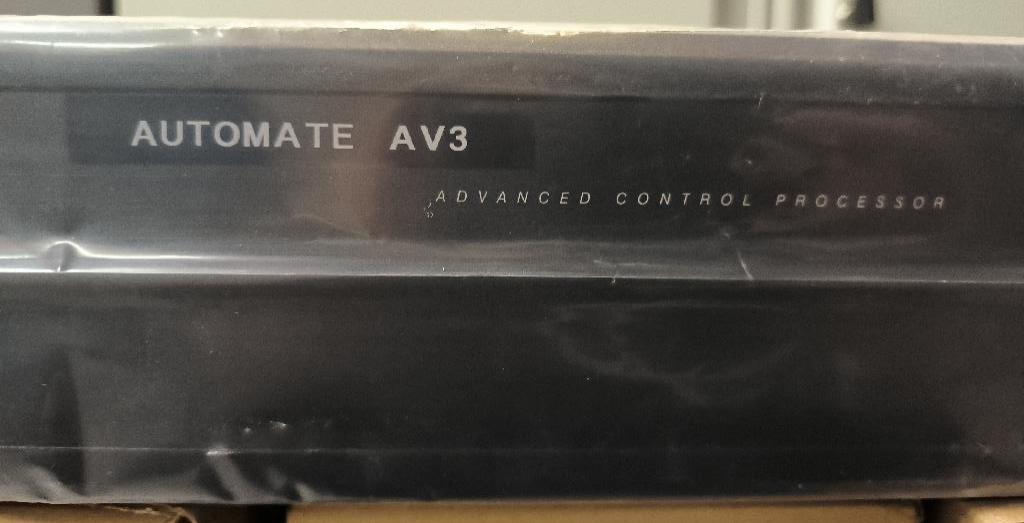 AUTOMATE AV3
ADVANCED CONTROL PROCESSOR